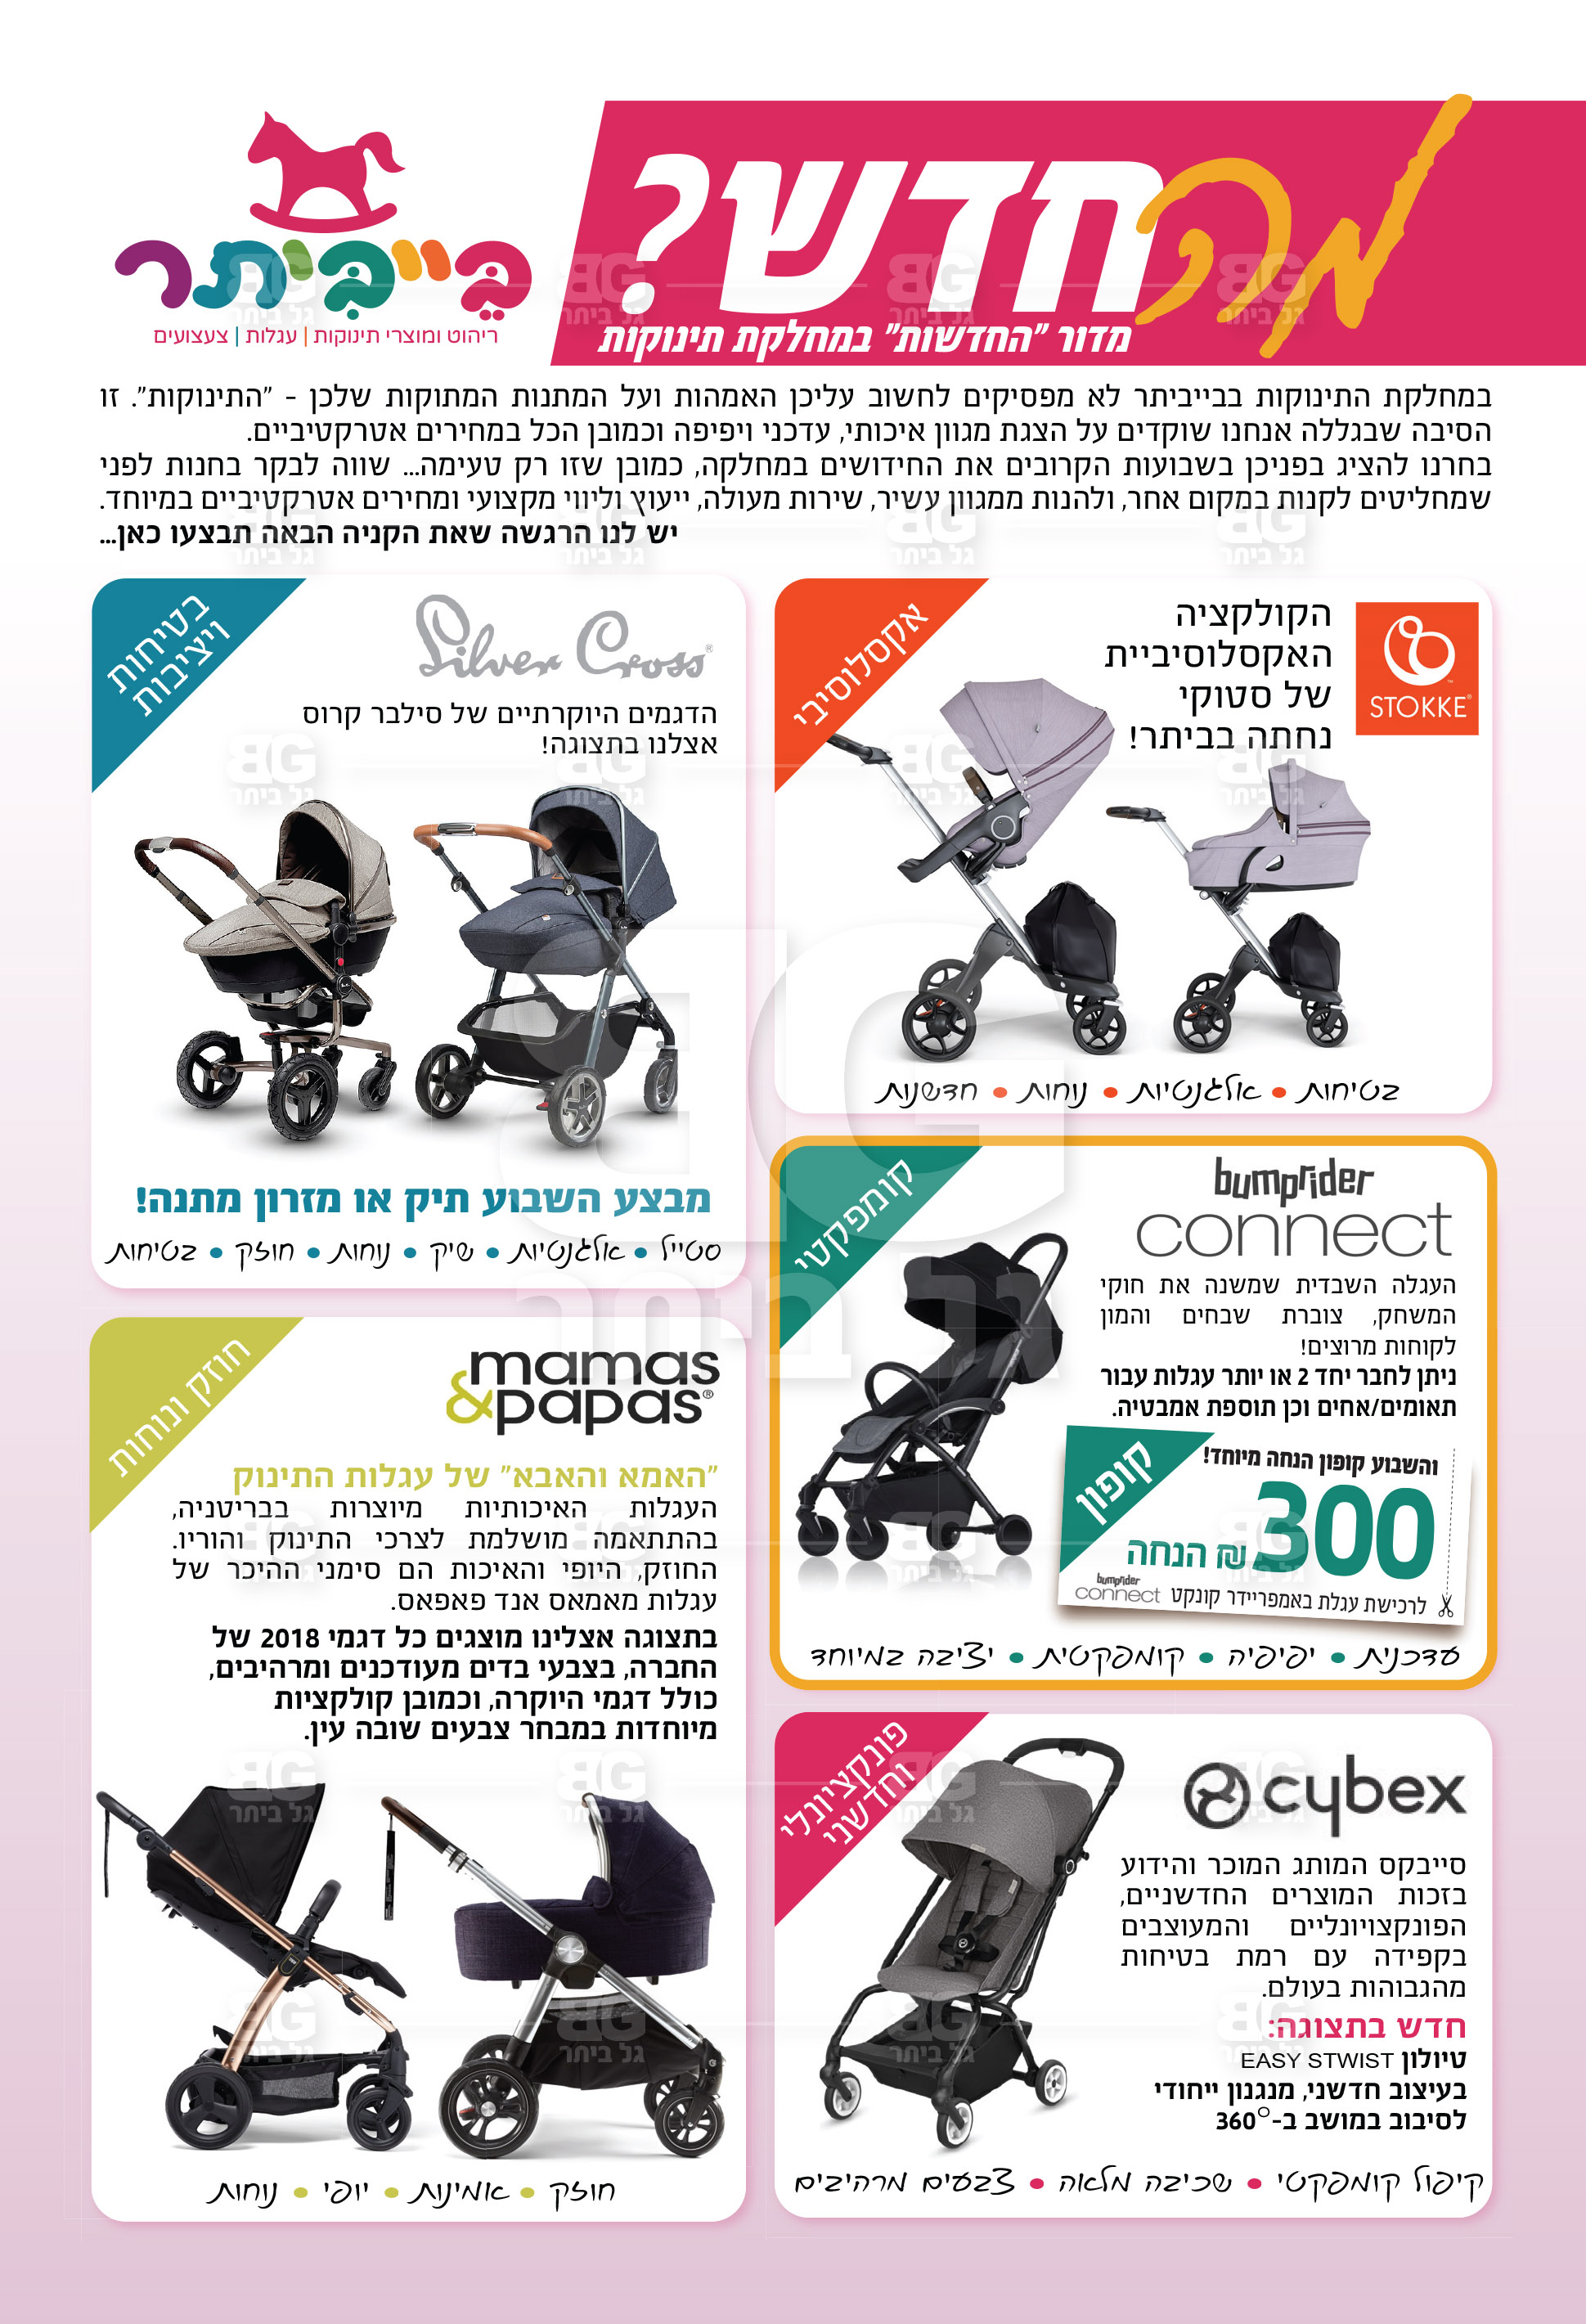 מה חדש?
מדור "החדשות" במחלקת תינוקות
בייביתר
ריהוט ומוצרי תינוקות | עגלות | צעצועים
במחלקת התינוקות בבייביתר לא מפסיקים לחשוב עליכן האמהות ועל המתנות המתוקות שלכן - "התינוקות". זו
הסיבה שבגללה אנחנו שוקדים על הצגת מגוון איכותי, עדכני ויפיפה וכמובן הכל במחירים אטרקטיביים.
בחרנו להציג בפניכן בשבועות הקרובים את החידושים במחלקה, כמובן שזו רק טעימה... שווה לבקר בחנות לפני
שמחליטים לקנות במקום אחר, ולהנות ממגוון עשיר, שירות מעולה, ייעוץ וליווי מקצועי ומחירים אטרקטיביים במיוחד.
יש לנו הרגשה שאת הקניה הבאה תבצעו כאן...
אקסלוסיבי
STOKKE
הקולקציה
האקסלוסיביית
של סטוקי
נחתה בביתר!
בטיחות • אלגנטיות • נוחות • חדשנות
בטיחות
ויציבות
Silver Cross
הדגמים היוקרתיים של סילבר קרוס
אצלנו בתצוגה!
מבצע השבוע תיק או מזרון מתנה!
סטייל • אלגנטיות • שיק • נוחות • חוזק • בטיחות
קומפקטי
bumprider
connect
העגלה השבדית שמשנה את חוקי
המשחק, צוברת שבחים והמון
לקוחות מרוצים!
ניתן לחבר יחד 2 או יותר עגלות עבור
תאומים/אחים וכן תוספת אמבטיה.
קופון
והשבוע קופון הנחה מיוחד!
300 ₪ הנחה
לרכישת עגלת באמפריידר קונקט bumprider connect
עדכנית • יפיפיה • קומפקטית • יציבה במיוחד
חוזק ונוחות
mamas
&papas
"האמא והאבא" של עגלות התינוק
העגלות האיכותיות מיוצרות בבריטניה,
בהתתאמה מושלמת לצרכי התינוק והוריו.
החוזק, היופי והאיכות הם סימני ההיכר של
עגלות מאמאס אנד פאפאס.
בתצוגה אצלינו מוצגים כל דגמי 2018 של
החברה, בצבעי בדים מעודכנים ומרהיבים,
כולל דגמי היוקרה, וכמובן קולקציות
מיוחדות במבחר צבעים שובה עין.
חוזק • אמינות • יופי • נוחות
פונקציונלי
וחדשני
cybex
סייבקס המותג המוכר והידוע
בזכות המוצרים החדשניים,
הפונקצויונליים והמעוצבים
בקפידה עם רמת בטיחות
מהגבוהות בעולם.
חדש בתצוגה:
טיולון EASY STWIST
בעיצוב חדשני, מנגנון ייחודי
לסיבוב במושב ב-360°
קיפול קומפקטי • שכיבה מלאה • צבעים מרהיבים
BG
גל ביתר